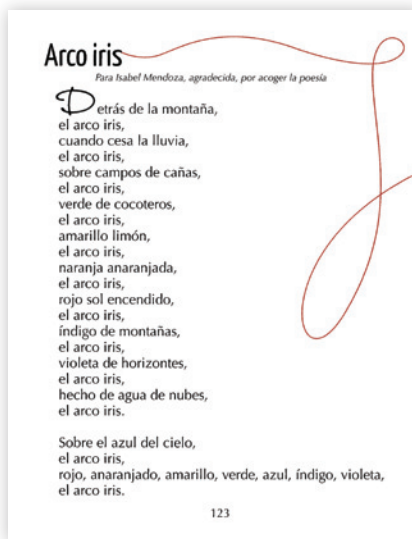 Arco iris
Para Isabel Mendoza, agradecida, por acoger la poesía
Detrás de la montaña,
el arco iris,
cuando cesa la lluvia,
el arco iris,
sobre campos de cañas,
el arco iris,
verde de cocoteros,
el arco iris,
amarillo limón,
el arco iris,
naranja anaranjada,
el arco iris,
rojo sol encendido,
el arco iris,
índigo de montañas,
el arco iris,
violeta de horizontes,
el arco iris,
hecho de agua de nubes,
el arco iris.
Sobre el azul del cielo,
el arco iris,
rojo, anaranjado, amarillo, verde, azul, índigo, violeta,
el arco iris.
123